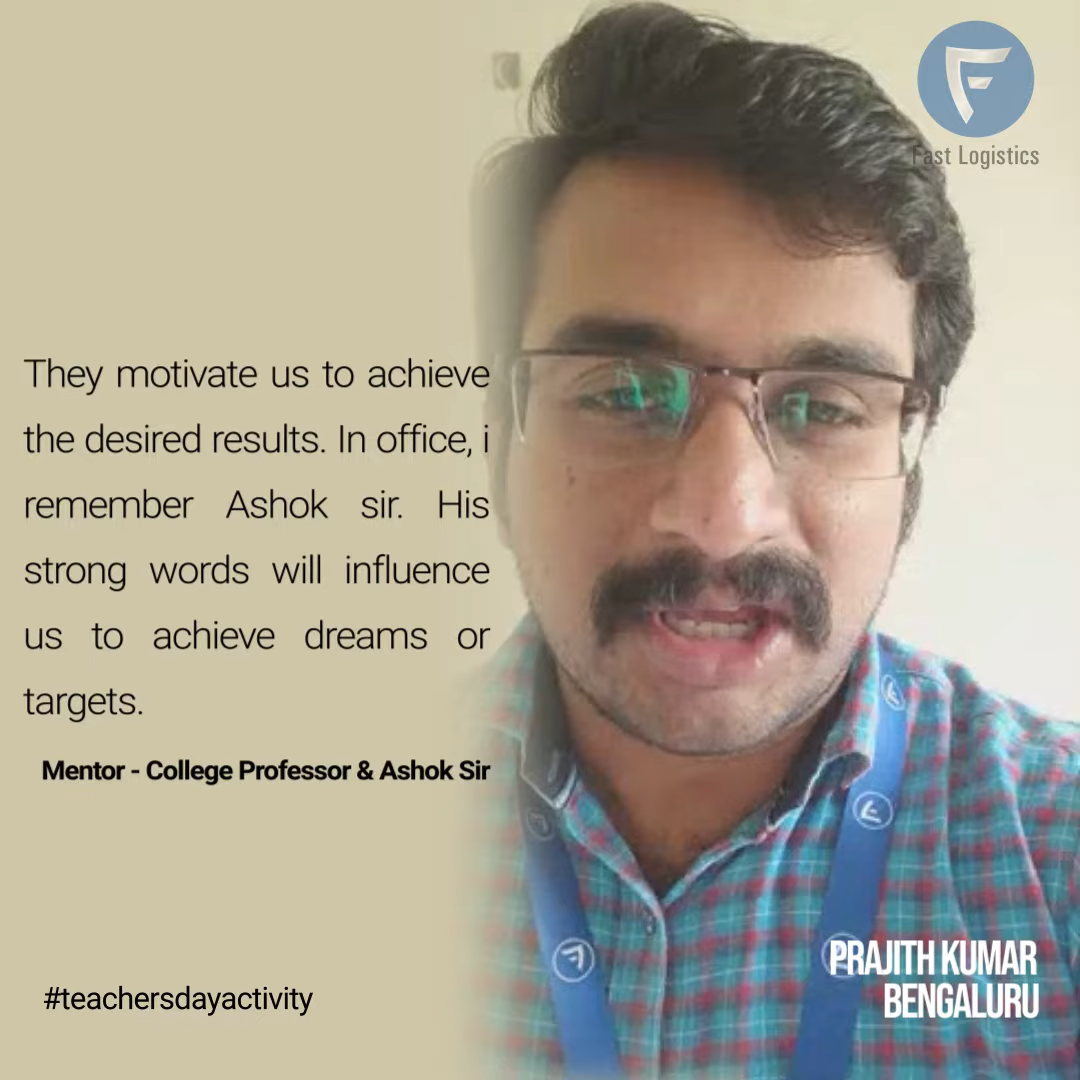 Fast Logistics
They motivate us to achieve
the desired results. In office, i
remember Ashok sir. His
strong words will influence
us to achieve dreams or
targets.
Mentor - College Professor & Ashok Sir
#teachersdayactivity
PRAJITH KUMAR
BENGALURU